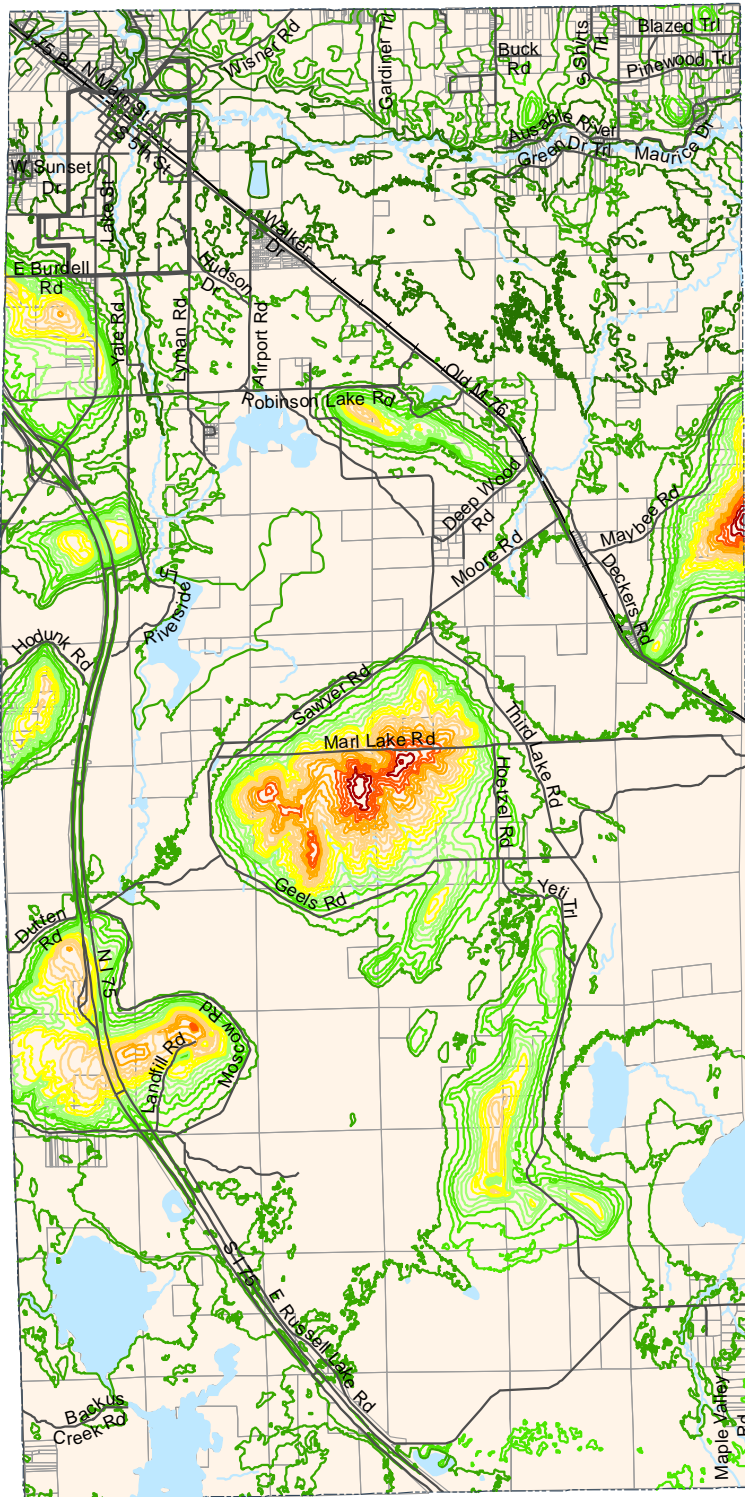 I 75 BL
N Main St
Wisner Rd
Gardiner Trl
Buck
Rd
S Shirts
Trl
Blazed Trl
Pinewood Trl
S 5th St
Ausable River
Green Dr Trl
Maurice Dr
W Sunset
Dr
Lake St
Walker
Dr
E Burdell
Rd
Hudson
Dr
Yale Rd
Lyman Rd
Airport Rd
Old M 76
Robinson Lake Rd
Deep Wood
Rd
Maybee Rd
Moore Rd
Deckers Rd
Riverside
Ln
Hodunk Rd
Sawyer Rd
Third Lake Rd
Marl Lake Rd
Hoetzel Rd
Geels Rd
Yeti Trl
Dutten
Rd
N I 75
Moscow Rd
Landfill Rd
S I 75
E Russell Lake Rd
Backus
Creek Rd
Maple Valley
Rd